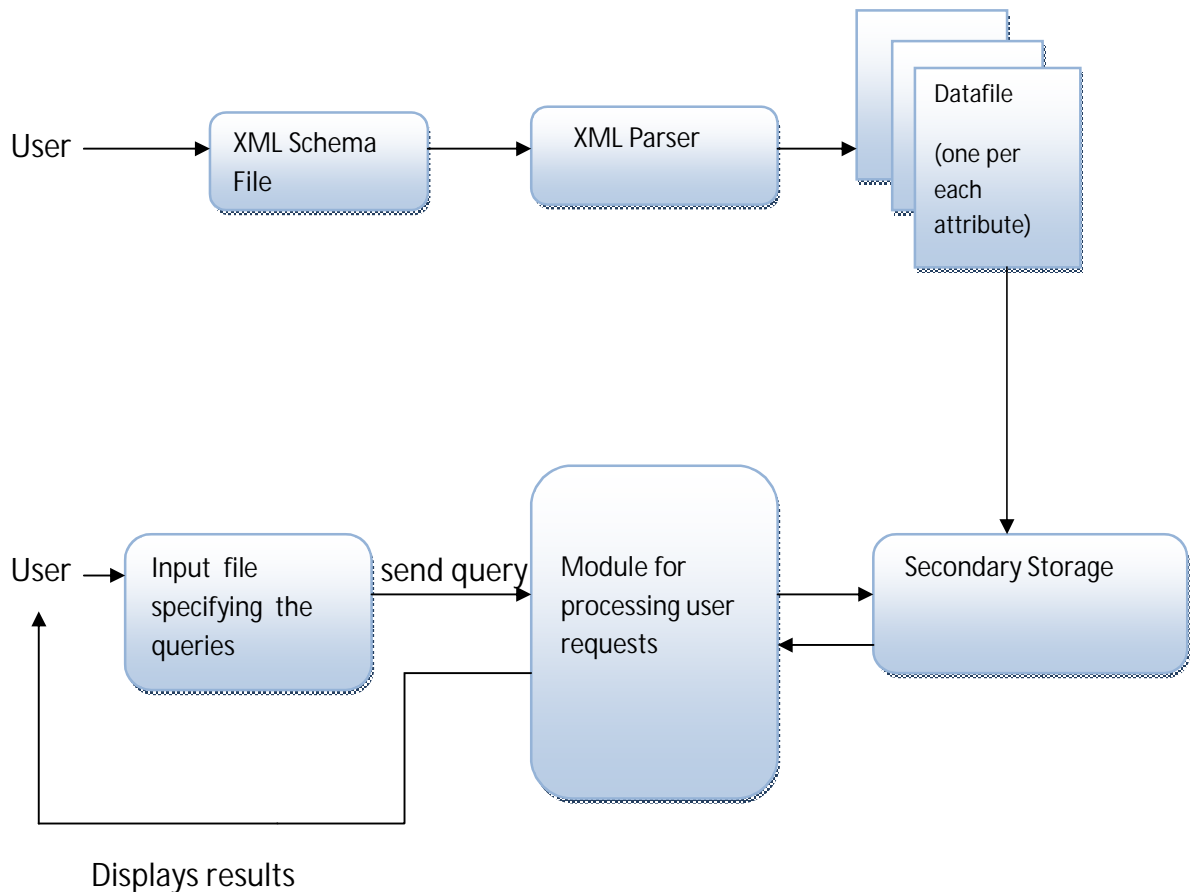 User
XML Schema
File
XML Parser
Datafile
(one per
each
attribute)
User
Input file
specifying the
queries
send query
Module for
processing user
requests
Secondary Storage
Displays results